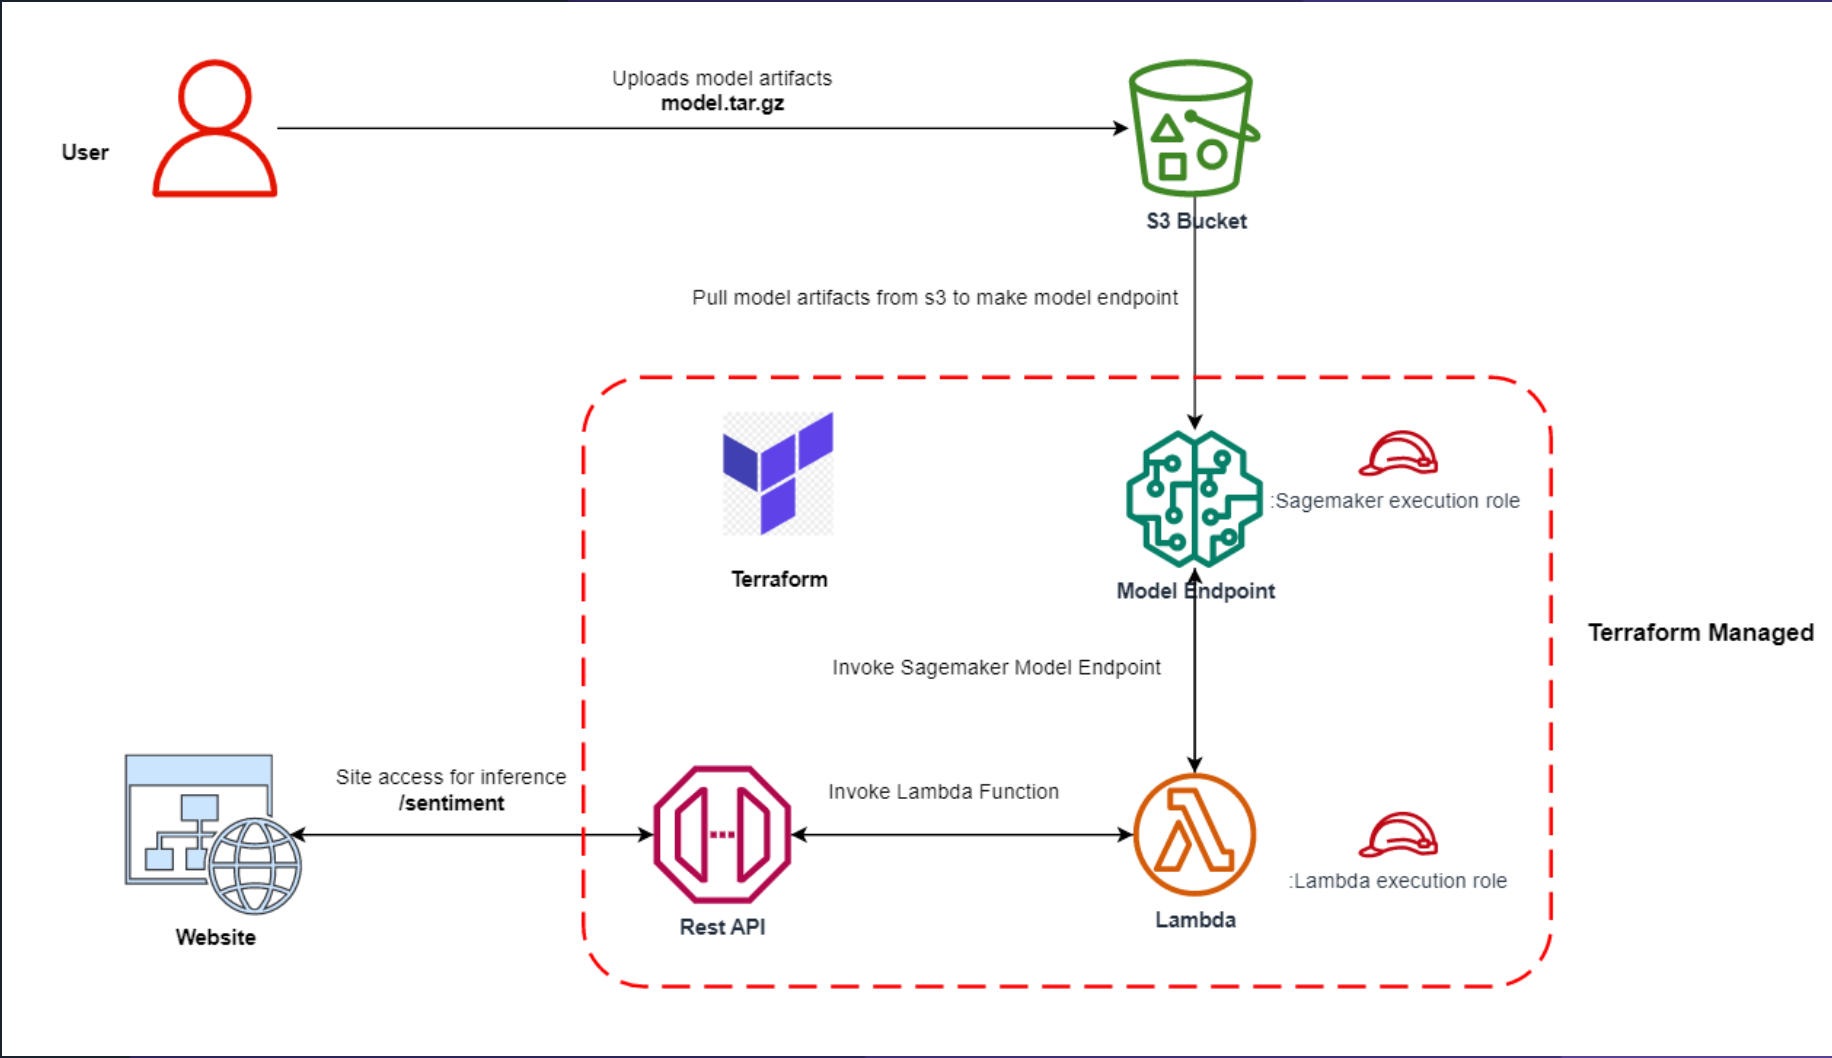 Uploads model artifacts
model.tar.gz
User
S3 Bucket
Pull model artifacts from s3 to make model endpoint
:Sagemaker execution role
Terraform
Model Endpoint
Terraform Managed
Invoke Sagemaker Model Endpoint
Site access for inference
/sentiment
Invoke Lambda Function
:Lambda execution role
Website
Rest API
Lambda